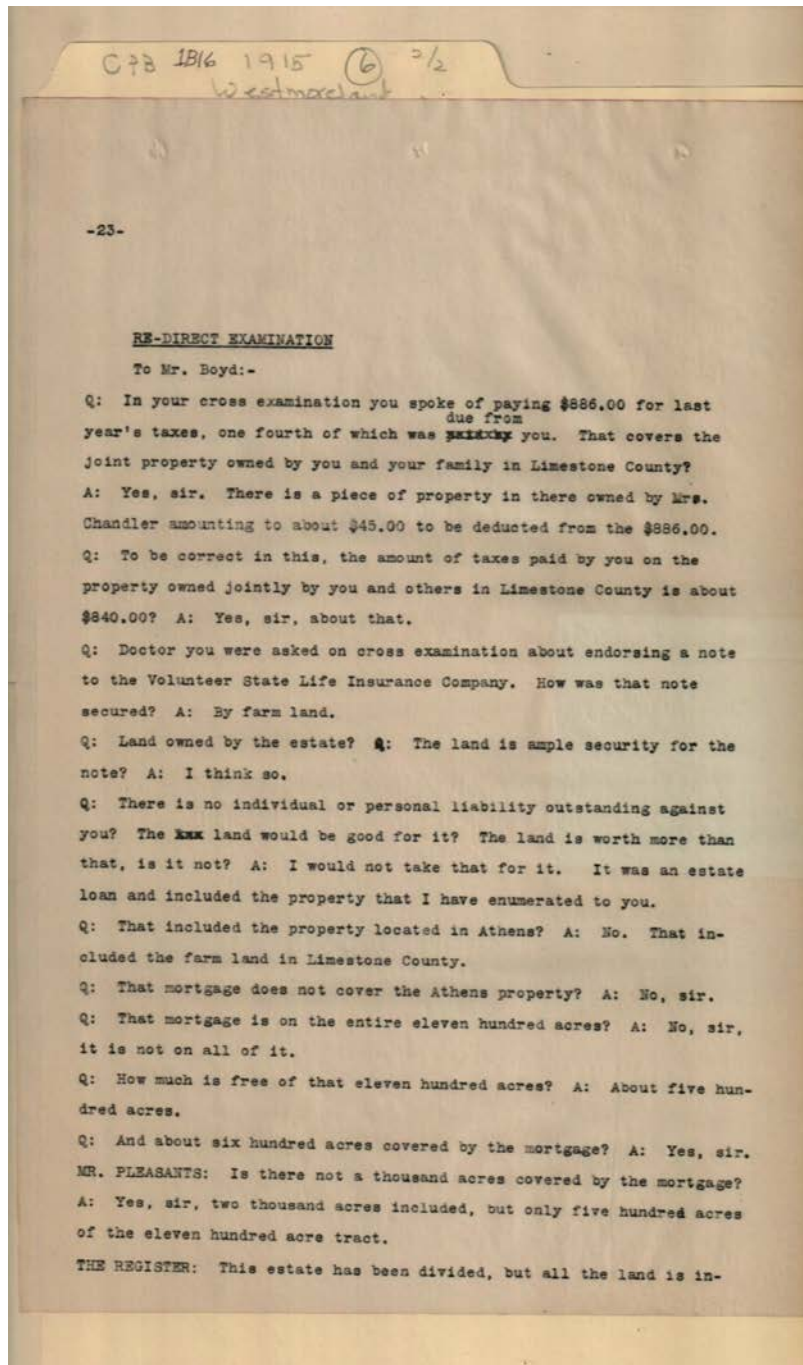 C73 1B16 1915 6 2/2
Westmoreland
-23-
RE-DIRECT EXAMINATION
To Mr. Boyd:-
Q: In your cross examination you spoke of paying $886.00 for last
due from
year's taxes, one fourth of which was you. That covers the
joint property owned by you and your family in Limestone County?
A: Yes, sir. There is a piece of property in there owned by Mrs.
Chandler amounting to about $45.00 to be deducted from the $886.00.
Q: To be correct in this, the amount of taxes paid by you on the
property owned jointly by you and others in Limestone County is about
$840.00? A: Yes, sir, about that.
Q: Doctor you were asked on cross examination about endorsing a note
to the Volunteer State Life Insurance Company. How was that note
secured? A: By farm land.
Q: Land owned by the estate? Q: The land is ample security for the
note? A: I think so.
Q: There is no individual or personal liability outstanding against
you? The land would be good for it? The land is worth more than
that, is it not? A: I would not take that for it. It was an estate
loan and included the property that I have enumerated to you.
Q: That included the property located in Athens? A: No. That in-
cluded the farm land in Limestone County.
Q: That mortgage does not cover the Athens property? A: No, sir.
Q: That mortgage is on the entire eleven hundred acres? A: No, sir,
it is not on all of it.
Q: How much is free of that eleven hundred acres? A: About five hun-
dred acres.
Q: And about six hundred acres covered by the mortgage? A: Yes, sir.
MR. PLEASANTS: Is there not a thousand acres covered by the mortgage?
A: Yes, sir, two thousand acres included, but only five hundred acres
of the eleven hundred acre tract.
THE REGISTER: This estate has been divided, but all the land is in-